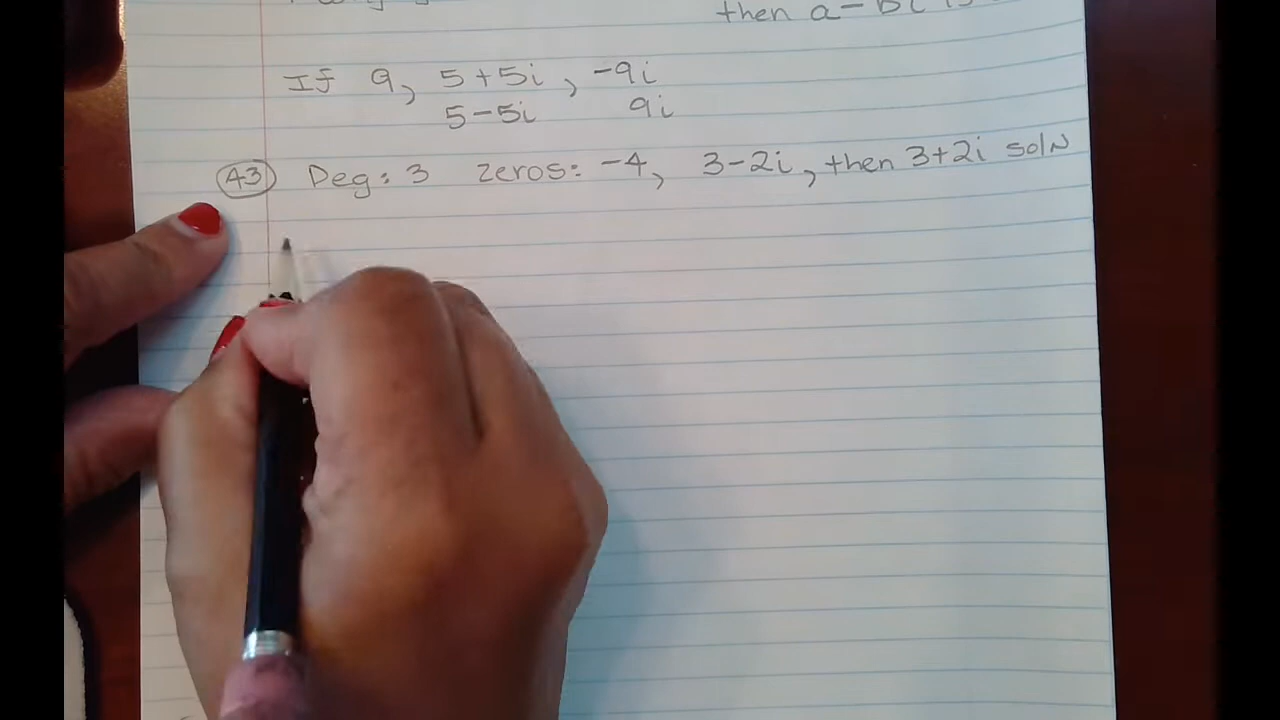 then a - bi
If 9, 5+5i, -9i
5-5i 9i
43 Deg: 3 zeros: -4, 3-2i, then 3+2i soln